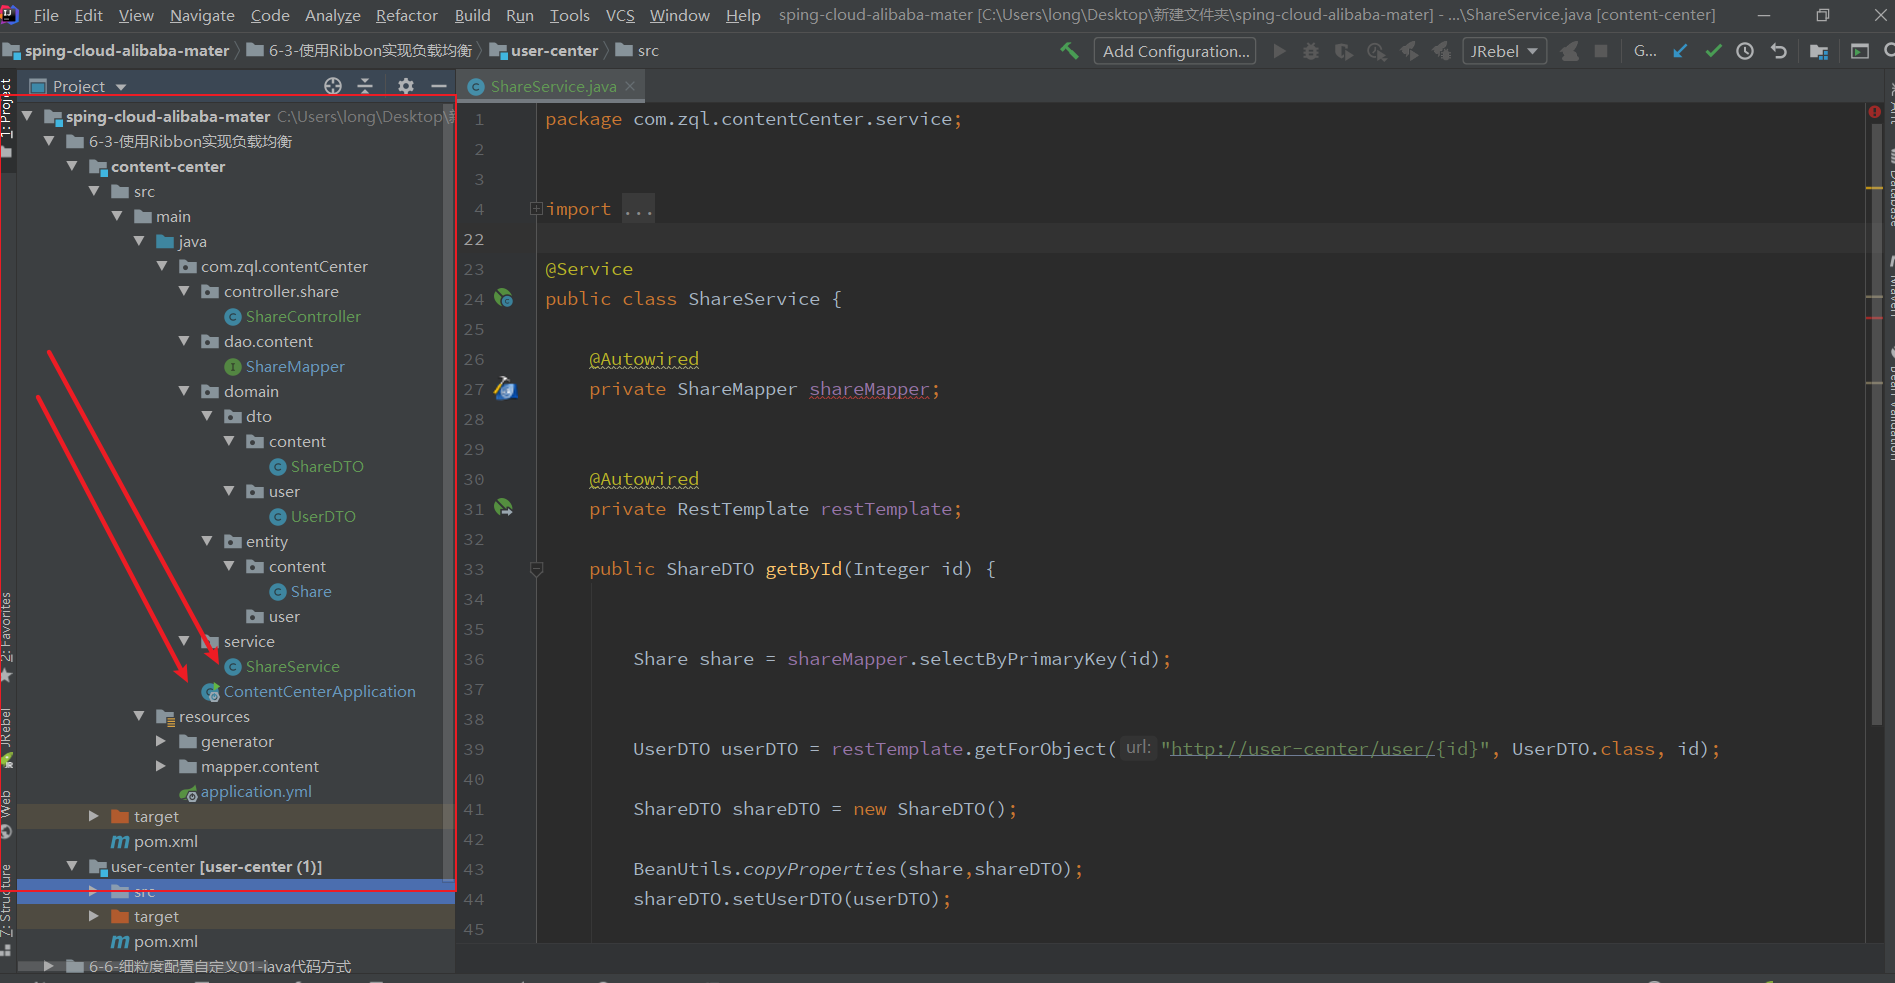 File Edit View Navigate Code Analyze Refactor Build Run Tools VCS Window Help sping-cloud-alibaba-mater [C:\Users\long\Desktop\新建文件夹\sping-cloud-alibaba-mater] - ...\ShareService.java [content-center]
sping-cloud-alibaba-mater 6-3-使用Ribbon实现负载均衡 user-center src Add Configuration... JRebel G...
Project
ShareService.java
1: Project
2: Favorites
JRebel
Web
7: Structure
sping-cloud-alibaba-mater C:\Users\long\Desktop\
6-3-使用Ribbon实现负载均衡
content-center
src
main
java
com.zql.contentCenter
controller.share
ShareController
dao.content
ShareMapper
domain
dto
content
ShareDTO
user
UserDTO
entity
content
Share
user
service
ShareService
ContentCenterApplication
resources
generator
mapper.content
application.yml
target
pom.xml
user-center [user-center (1)]
src
target
pom.xml
6-6-细粒度配置自定义01-java代码方式
1 package com.zql.contentCenter.service;
2
3
4 import ...
22
23 @Service
24 public class ShareService {
25
26 @Autowired
27 private ShareMapper shareMapper;
28
29
30 @Autowired
31 private RestTemplate restTemplate;
32
33 public ShareDTO getById(Integer id) {
34
35
36 Share share = shareMapper.selectByPrimaryKey(id);
37
38
39 UserDTO userDTO = restTemplate.getForObject( url: "http://user-center/user/{id}", UserDTO.class, id);
40
41 ShareDTO shareDTO = new ShareDTO();
42
43 BeanUtils.copyProperties(share,shareDTO);
44 shareDTO.setUserDTO(userDTO);
45
Ant
Database
Maven
Bean Validation